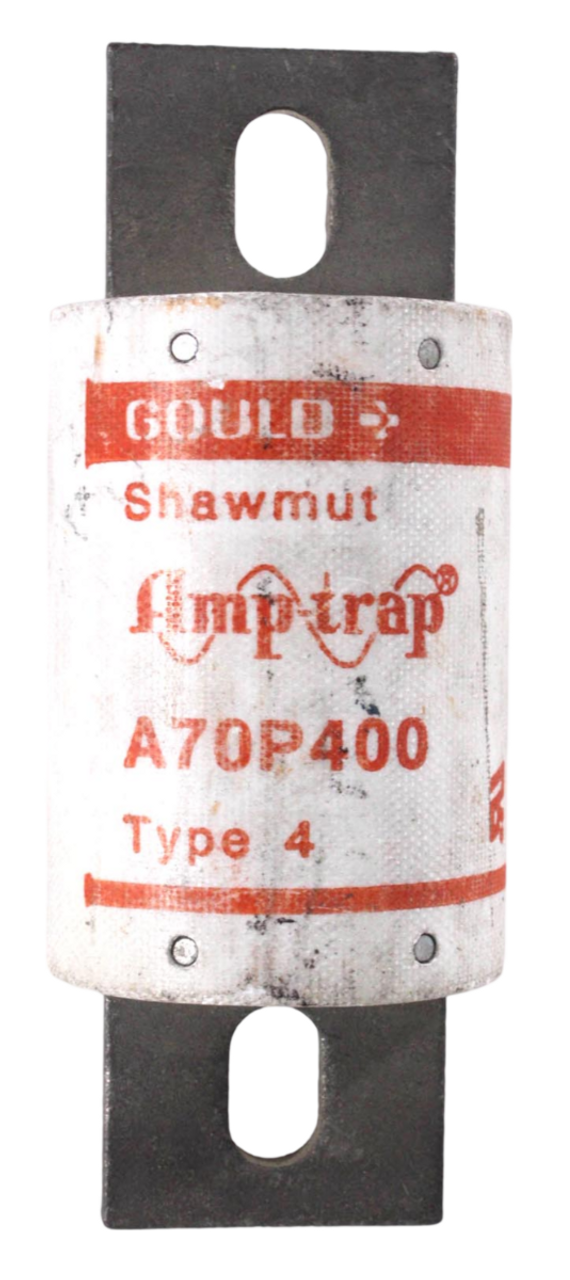 GOULD
Shawmut
Amp-trap®
A70P400
Type 4